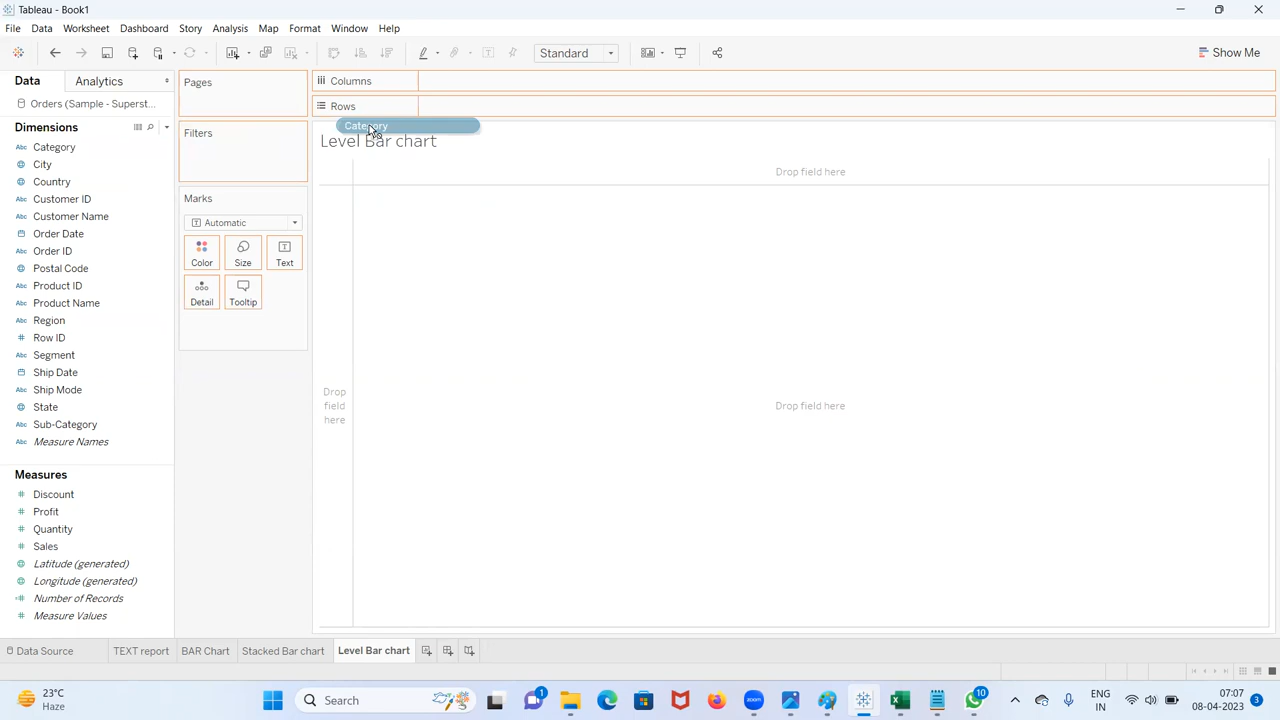 Tableau - Book1
File Data Worksheet Dashboard Story Analysis Map Format Window Help
Standard
Show Me
Data Analytics
Pages
Columns
Rows
Orders (Sample - Superst...
Dimensions
Filters
Category
Level Bar chart
Category
City
Country
Customer ID
Customer Name
Order Date
Order ID
Postal Code
Product ID
Product Name
Region
Row ID
Segment
Ship Date
Ship Mode
State
Sub-Category
Measure Names
Marks
Automatic
Color Size Text
Detail Tooltip
Drop field here
Drop
field
here
Drop field here
Measures
Discount
Profit
Quantity
Sales
Latitude (generated)
Longitude (generated)
Number of Records
Measure Values
Data Source TEXT report BAR Chart Stacked Bar chart Level Bar chart
23°C
Haze
Search
1
10
ENG
IN
07:07
08-04-2023
3